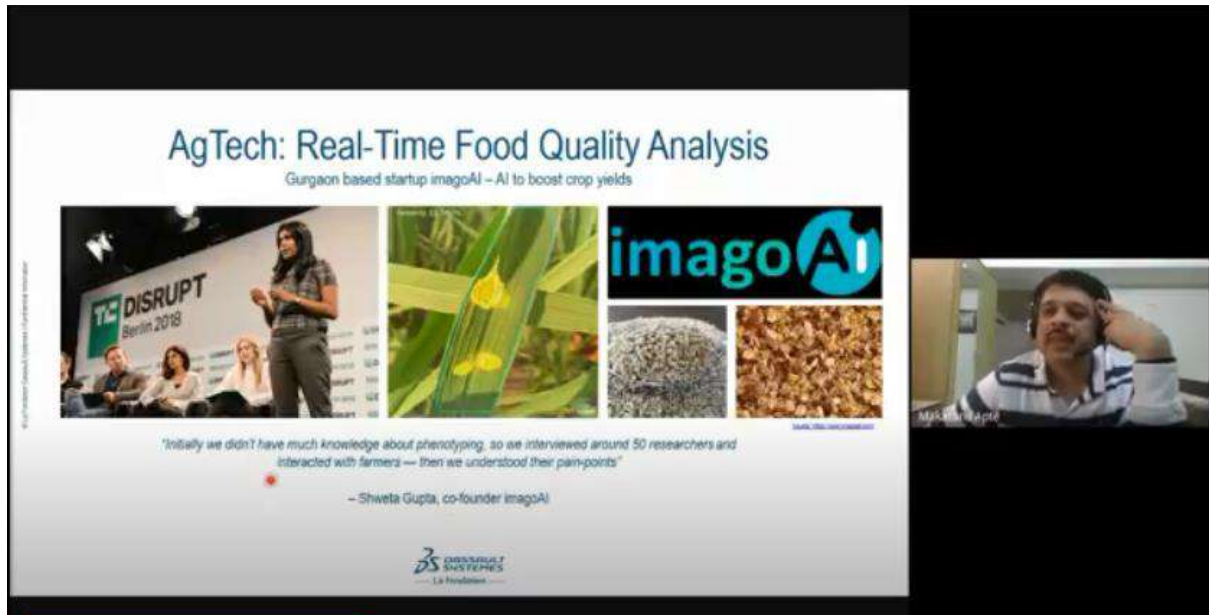 AgTech: Real-Time Food Quality Analysis
Gurgaon based startup imagoAI – AI to boost crop yields
TC DISRUPT
Berlin 2018
imagoAI
"Initially we didn't have much knowledge about phenotyping, so we interviewed around 50 researchers and
interacted with farmers — then we understood their pain-points"
– Shweta Gupta, co-founder imagoAI
DASSAULT
SYSTEMES
La Fondation
Apte